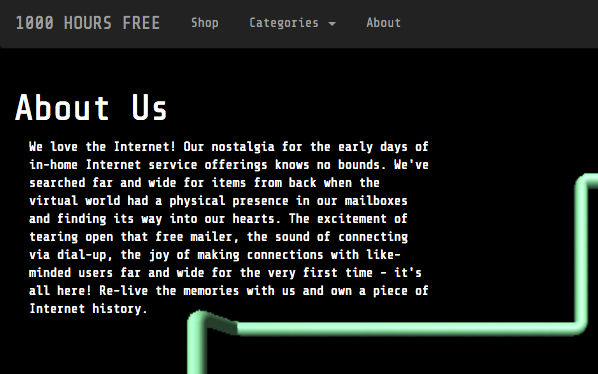 1000 HOURS FREE Shop Categories About
About Us
We love the Internet! Our nostalgia for the early days of
in-home Internet service offerings knows no bounds. We've
searched far and wide for items from back when the
virtual world had a physical presence in our mailboxes
and finding its way into our hearts. The excitement of
tearing open that free mailer, the sound of connecting
via dial-up, the joy of making connections with like-
minded users far and wide for the very first time - it's
all here! Re-live the memories with us and own a piece of
Internet history.